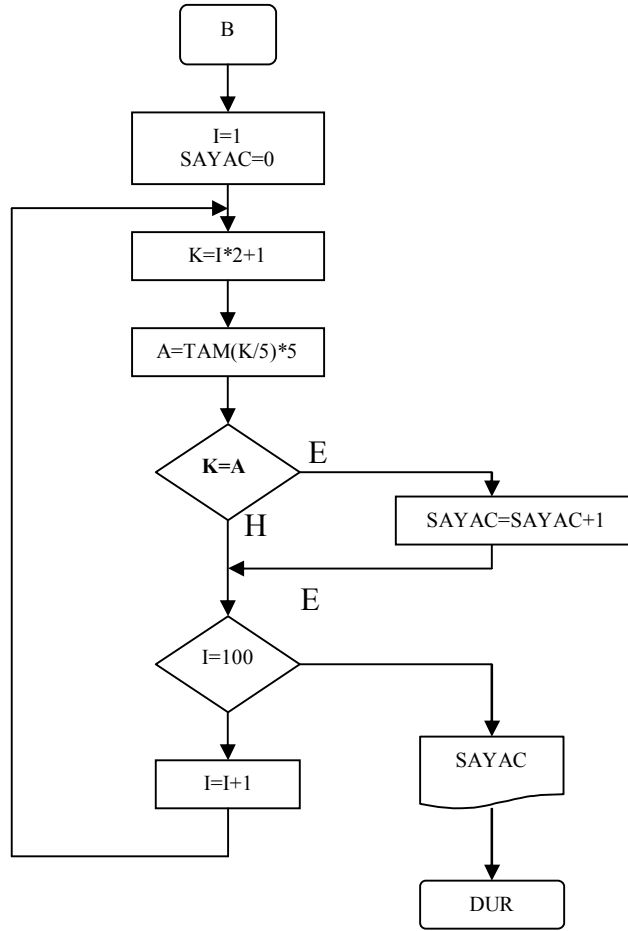 B
I=1
SAYAC=0
K=I*2+1
A=TAM(K/5)*5
K=A
E
SAYAC=SAYAC+1
H
E
I=100
SAYAC
I=I+1
DUR